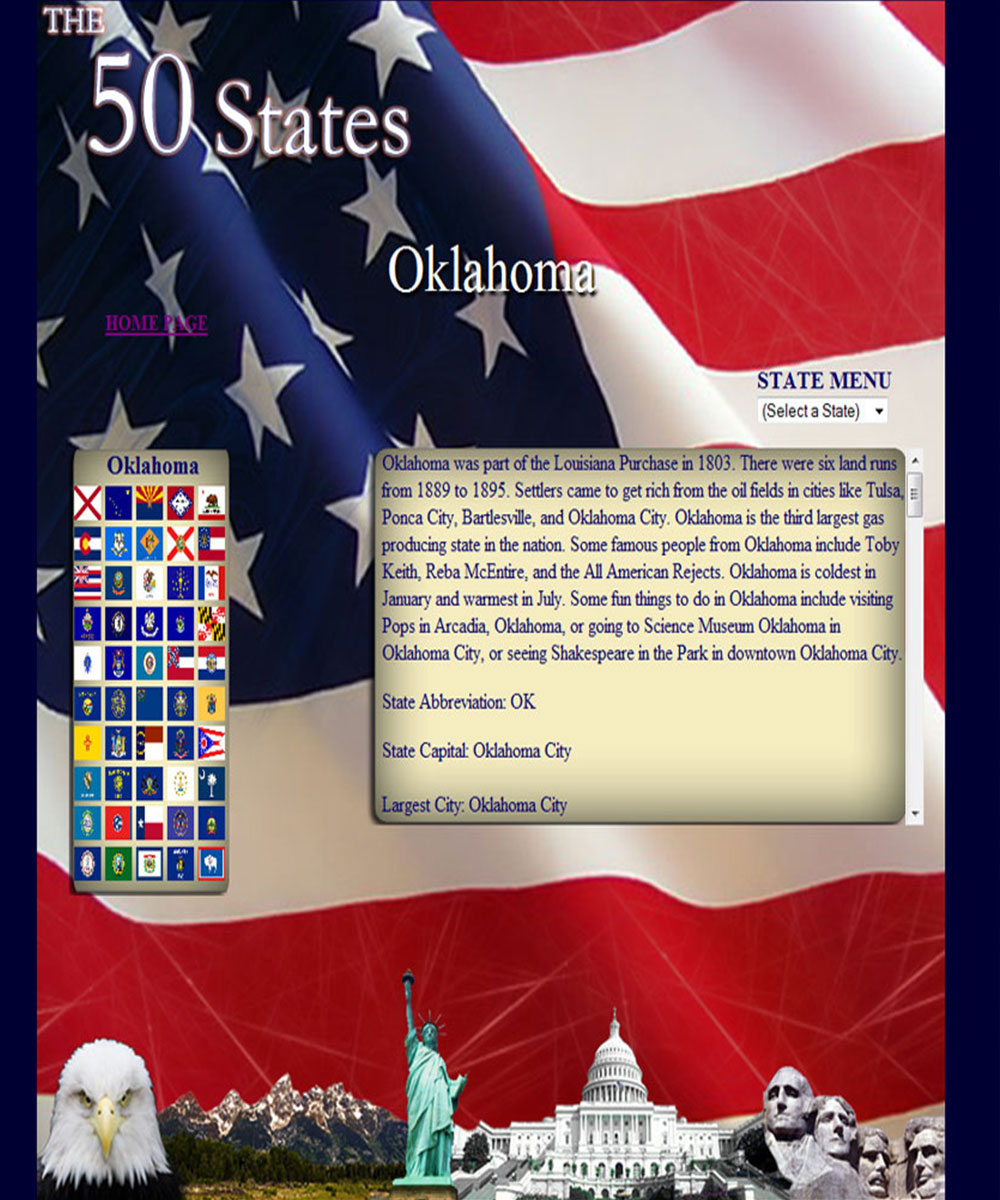 THE
50 States
Oklahoma
HOME PAGE
STATE MENU
(Select a State)
Oklahoma
Oklahoma was part of the Louisiana Purchase in 1803. There were six land runs
from 1889 to 1895. Settlers came to get rich from the oil fields in cities like Tulsa,
Ponca City, Bartlesville, and Oklahoma City. Oklahoma is the third largest gas
producing state in the nation. Some famous people from Oklahoma include Toby
Keith, Reba McEntire, and the All American Rejects. Oklahoma is coldest in
January and warmest in July. Some fun things to do in Oklahoma include visiting
Pops in Arcadia, Oklahoma, or going to Science Museum Oklahoma in
Oklahoma City, or seeing Shakespeare in the Park in downtown Oklahoma City.
State Abbreviation: OK
State Capital: Oklahoma City
Largest City: Oklahoma City